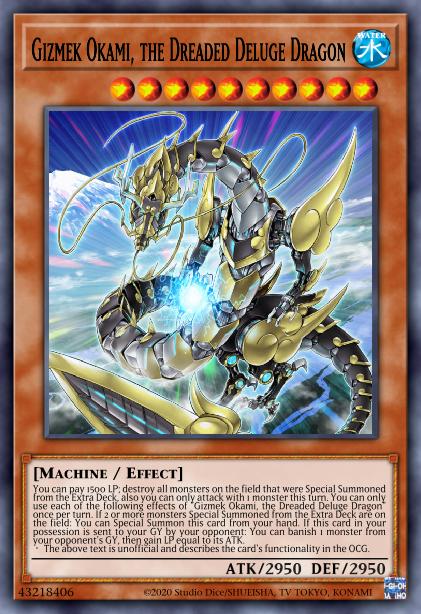 Gizmek Okami, the Dreaded Deluge Dragon
WATER
水
[Machine / Effect]
You can pay 1500 LP; destroy all monsters on the field that were Special Summoned
from the Extra Deck, also you can only attack with 1 monster this turn. You can only
use each of the following effects of "Gizmek Okami, the Dreaded Deluge Dragon"
once per turn. If 2 or more monsters Special Summoned from the Extra Deck are on
the field: You can Special Summon this card from your hand. If this card in your
possession is sent to your GY by your opponent: You can banish 1 monster from
your opponent's GY, then gain LP equal to its ATK.
· The above text is unofficial and describes the card's functionality in the OCG.
ATK/2950 DEF/2950
43218406
©2020 Studio Dice/SHUEISHA, TV TOKYO, KONAMI